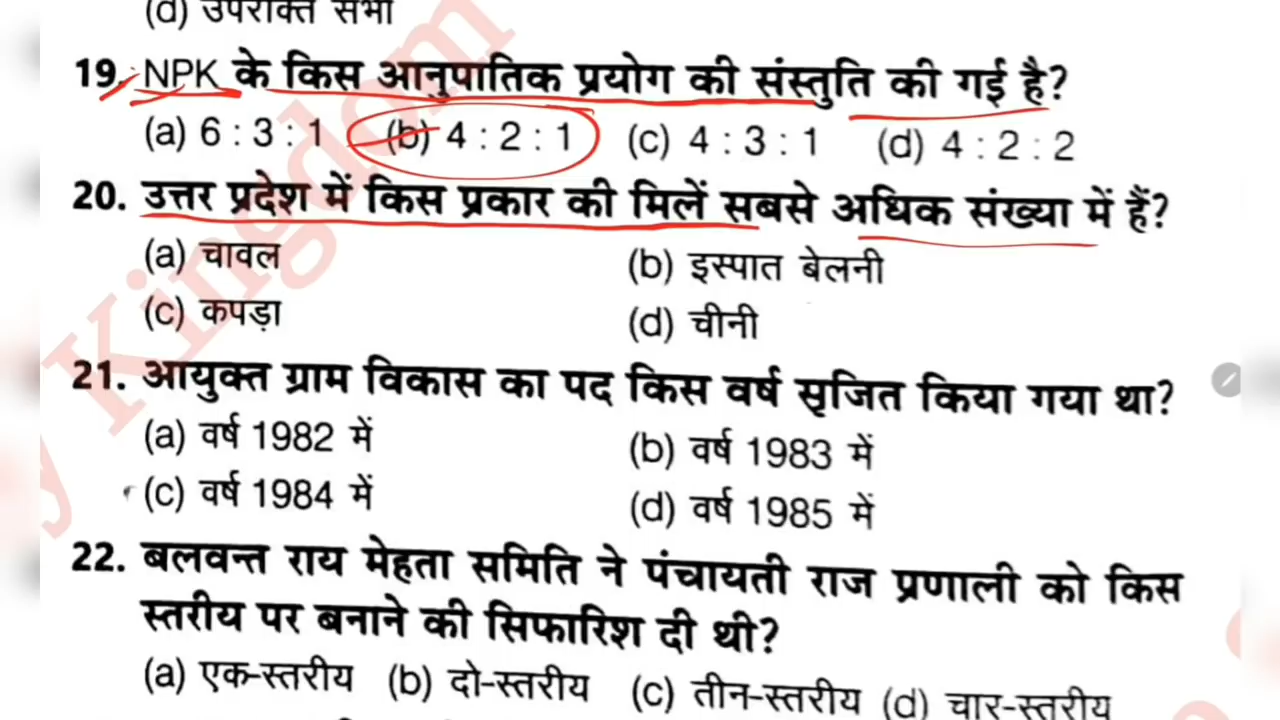 (d) उपरोक्त सभी
19. NPK के किस आनुपातिक प्रयोग की संस्तुति की गई है?
(a) 6 : 3 : 1 (b) 4 : 2 : 1 (c) 4 : 3 : 1 (d) 4 : 2 : 2
20. उत्तर प्रदेश में किस प्रकार की मिलें सबसे अधिक संख्या में हैं?
(a) चावल (b) इस्पात बेलनी
(c) कपड़ा (d) चीनी
21. आयुक्त ग्राम विकास का पद किस वर्ष सृजित किया गया था?
(a) वर्ष 1982 में (b) वर्ष 1983 में
(c) वर्ष 1984 में (d) वर्ष 1985 में
22. बलवन्त राय मेहता समिति ने पंचायती राज प्रणाली को किस
स्तरीय पर बनाने की सिफारिश दी थी?
(a) एक-स्तरीय (b) दो-स्तरीय (c) तीन-स्तरीय (d) चार-स्तरीय
y Kingdom